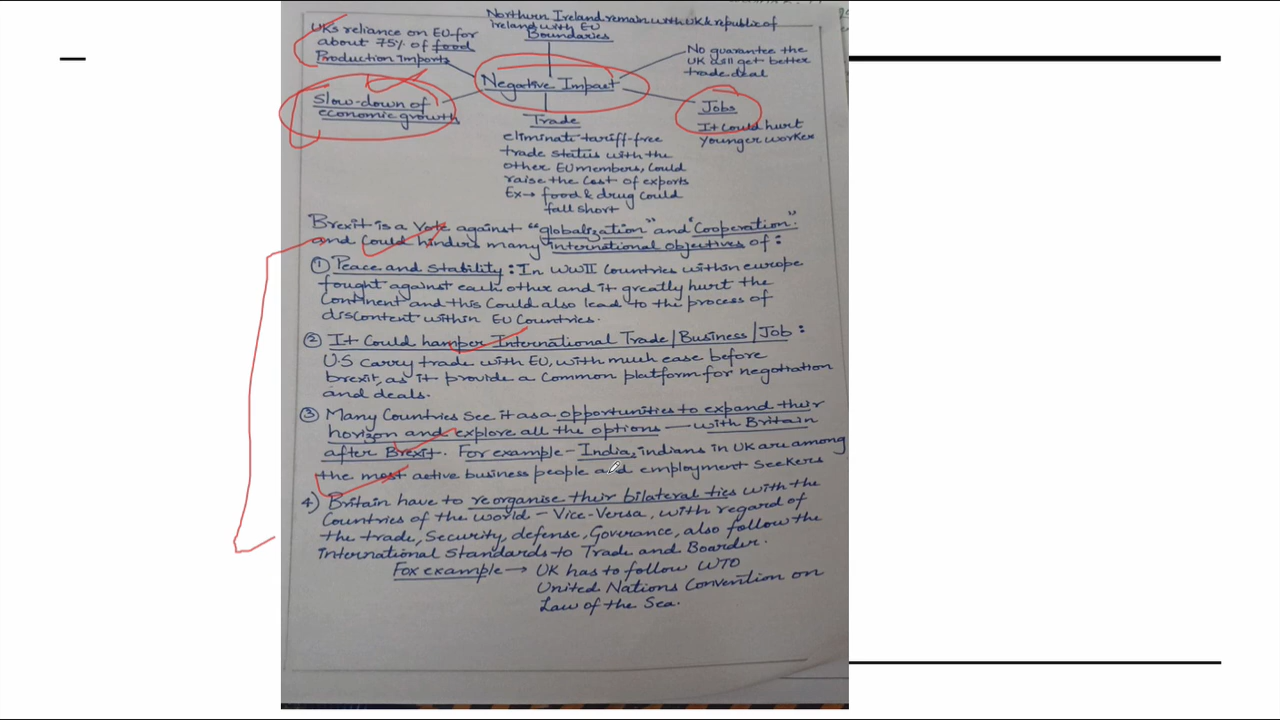 Northern Ireland remain with UK & republic of
Ireland with EU
Boundaries
UKs reliance on EU for
about 75% of food
Production imports
No guarantee the
UK will get better
trade deal
Negative Impact
Slow-down of
economic growth
Jobs
It could hurt
younger worker
Trade
eliminate tariff-free
trade status with the
other EU members, could
raise the cost of exports
Ex→ food & drug could
fall short
Brexit is a vote against "globalization" and "Cooperation"
and could hinders many international objectives of :
① Peace and stability : In WWII countries within europe
fought against each other and it greatly hurt the
continent and this could also lead to the process of
discontent within EU countries.
② It could hamper International Trade/Business/Job :
U.S carry trade with EU, with much ease before
brexit, as it provide a common platform for negotiation
and deals.
③ Many Countries see it as a opportunities to expand their
horizon and explore all the options — with Britain
after Brexit. For example - India, indians in UK are among
the most active business people and employment seekers
4) Britain have to reorganise their bilateral ties with the
Countries of the world - Vice-Versa, with regard of
the trade, Security, defense, Goverance, also follow the
International Standards to Trade and Boarder.
Fox example → UK has to follow WTO
United Nations Convention on
Law of the Sea.